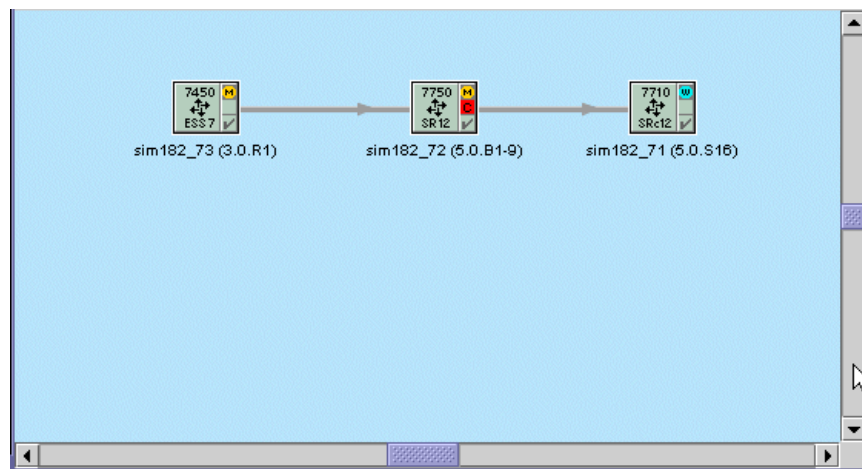 7450 M
ESS7
sim182_73 (3.0.R1)
7750 M
C
SR12
sim182_72 (5.0.B1-9)
7710 W
SRc12
sim182_71 (5.0.S16)